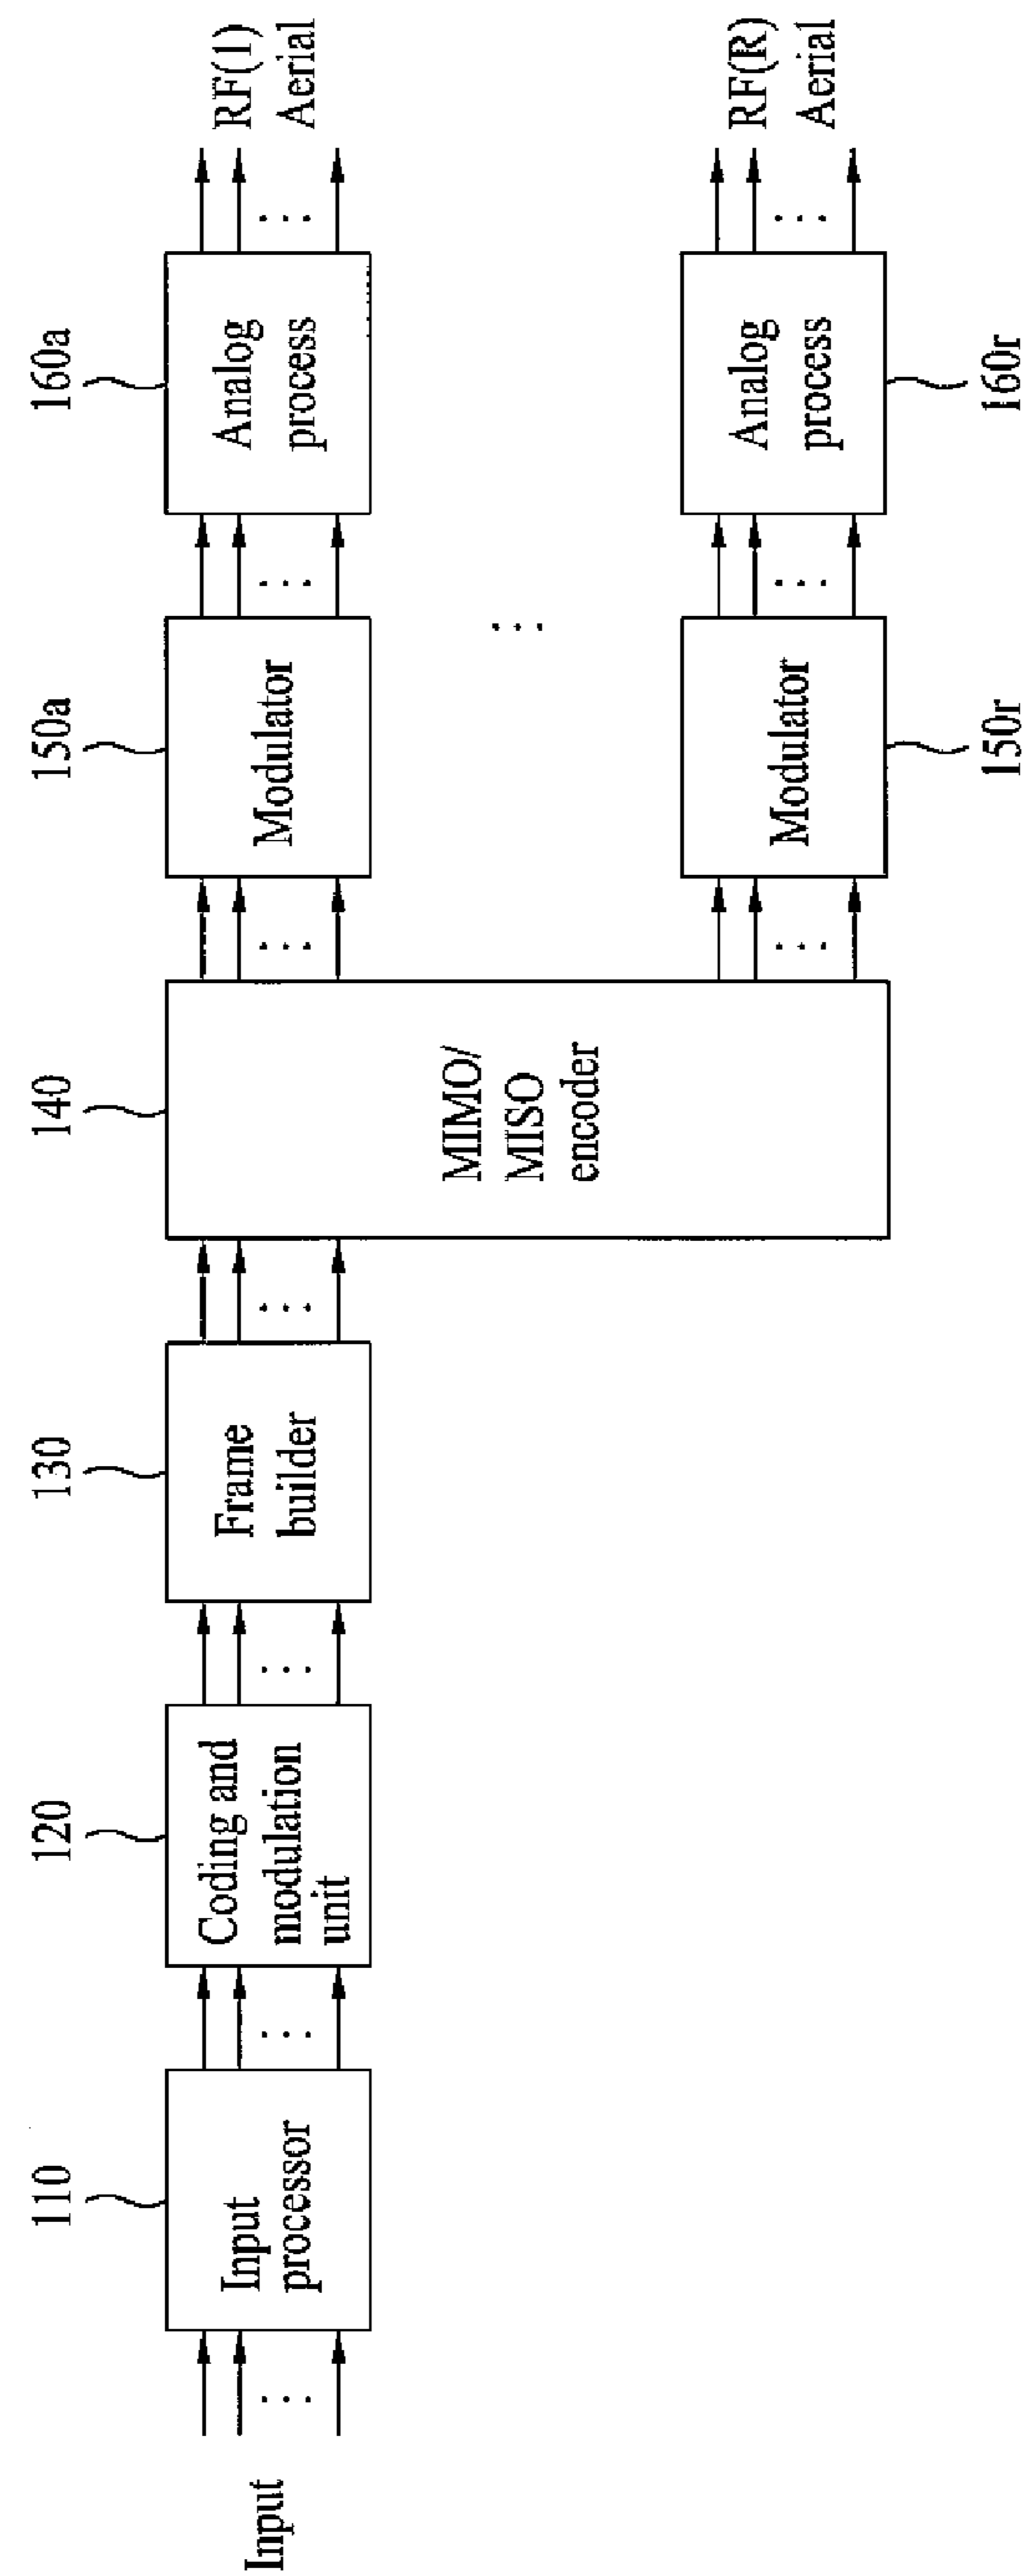 110
120
130
140
150a
160a
Input
Input
processor
Coding and
modulation
unit
Frame
builder
MIMO/
MISO
encoder
Modulator
Analog
process
RF(1)
Aerial
Modulator
Analog
process
RF(R)
Aerial
150r
160r